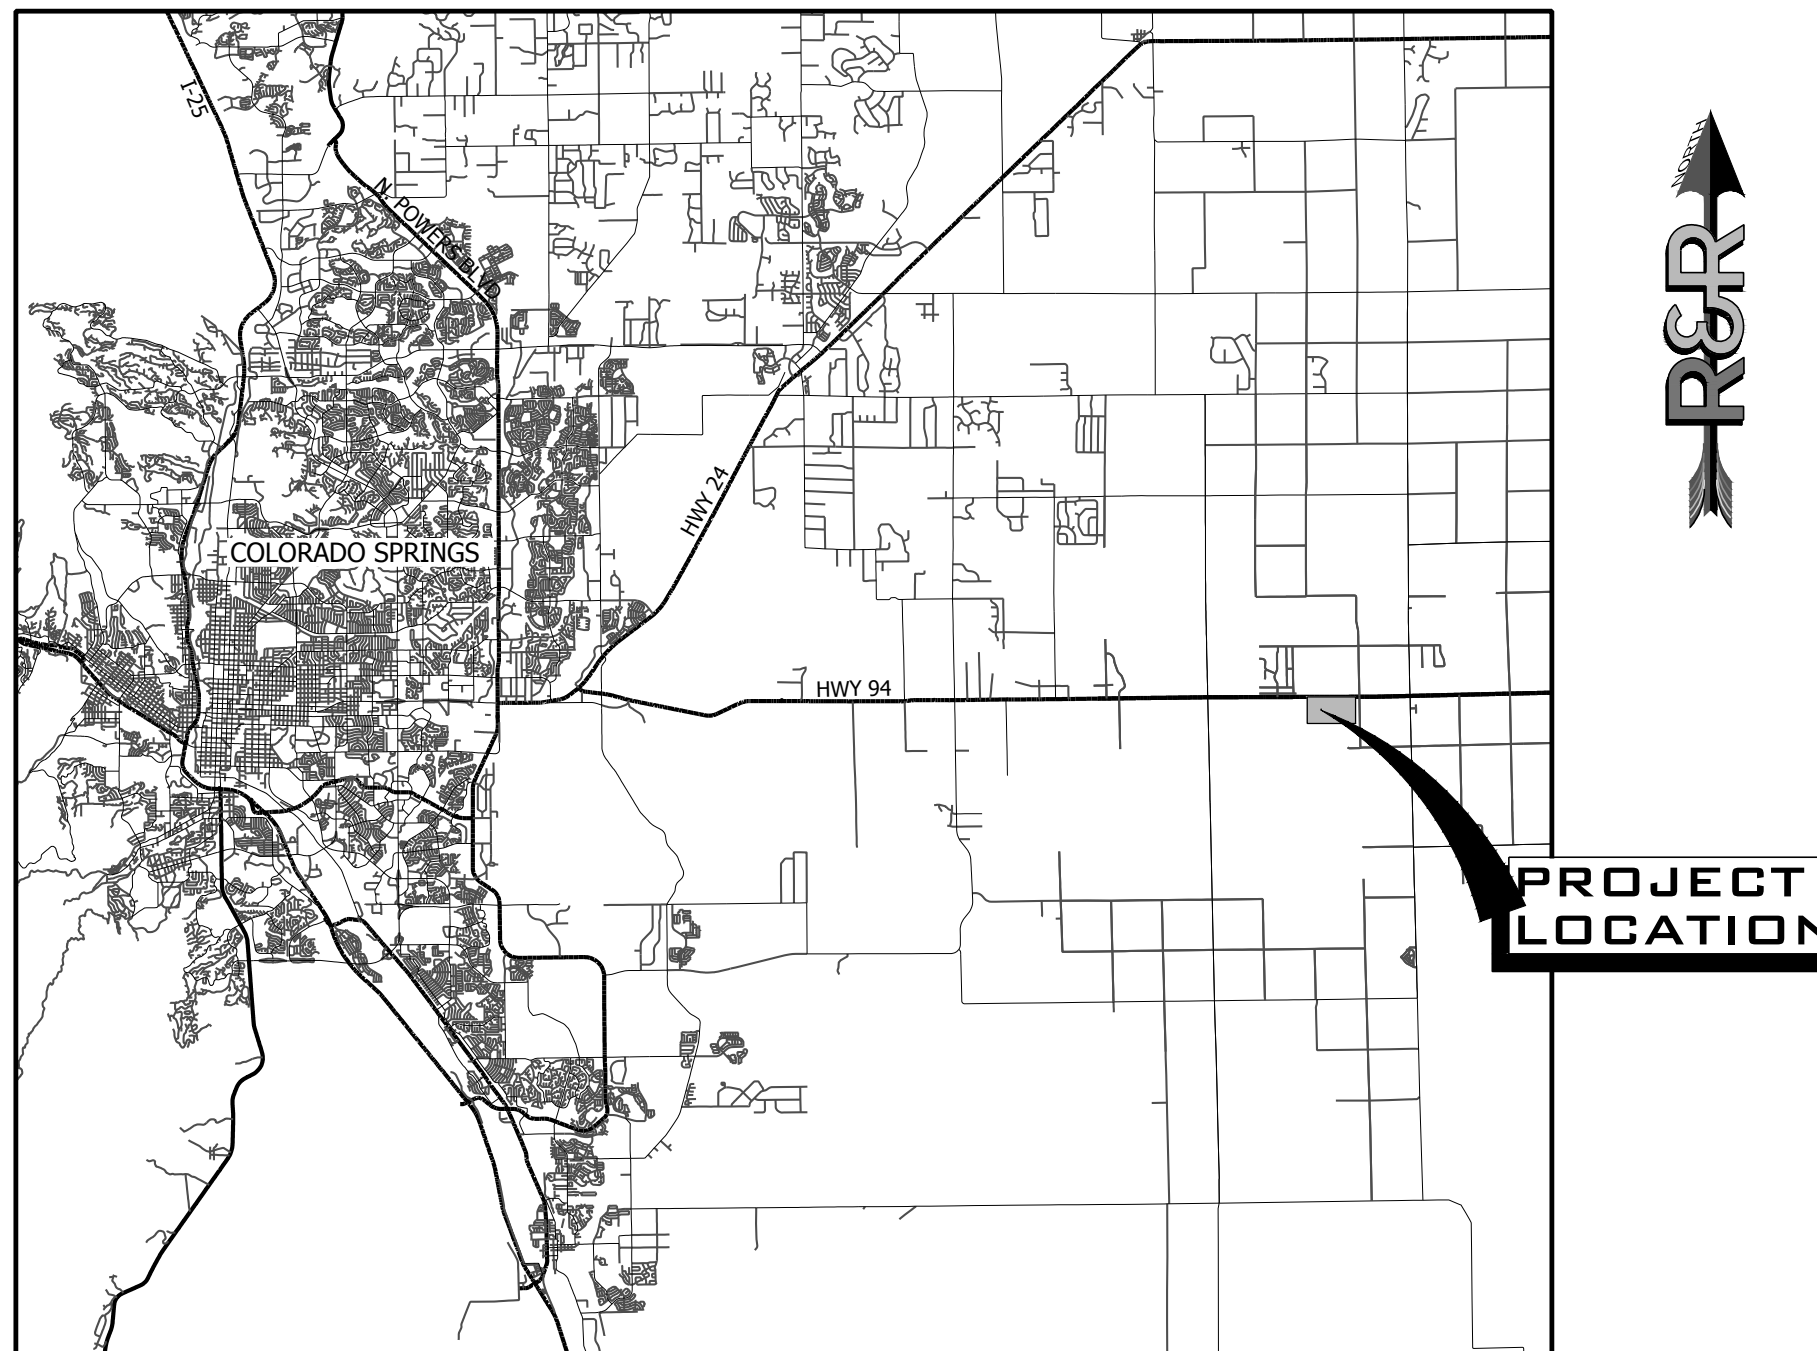 I-25
NORTH
N. POWERS BLVD
R&R
HWY 24
COLORADO SPRINGS
HWY 94
PROJECT
LOCATION